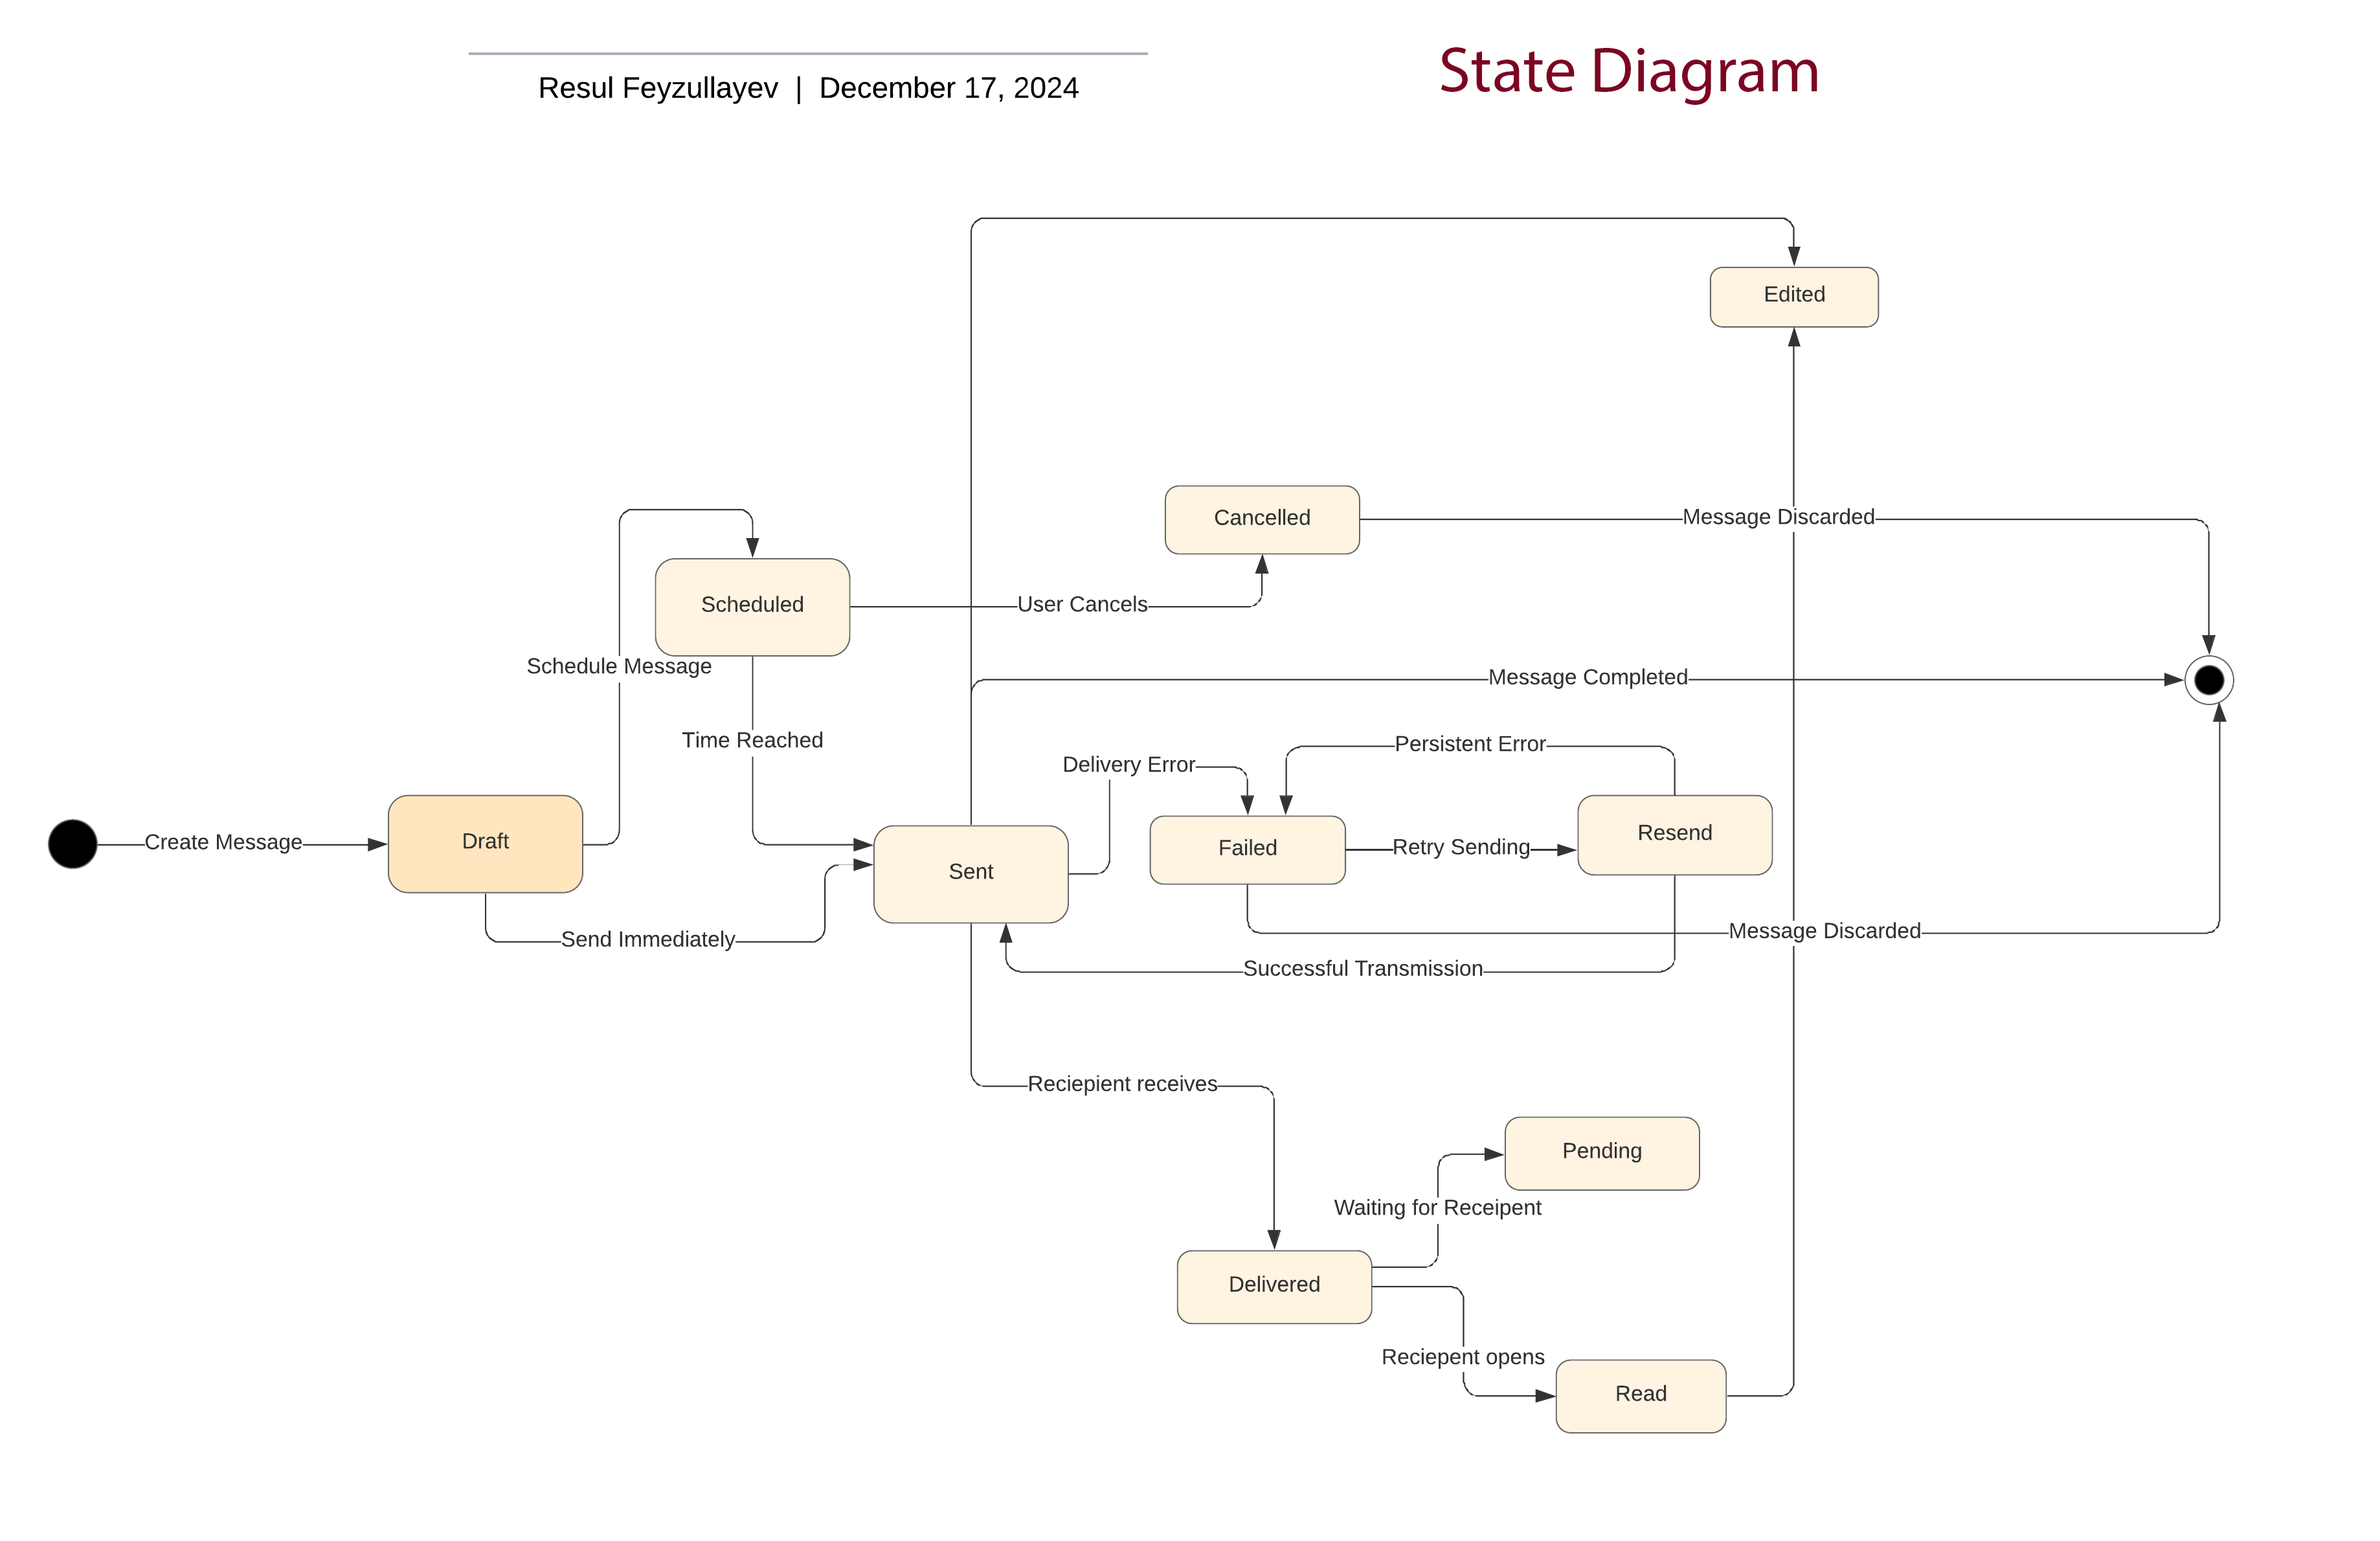 Resul Feyzullayev | December 17, 2024
State Diagram
Edited
Cancelled
Message Discarded
Scheduled
User Cancels
Schedule Message
Message Completed
Time Reached
Persistent Error
Delivery Error
Create Message
Draft
Sent
Failed
Retry Sending
Resend
Send Immediately
Message Discarded
Successful Transmission
Reciepient receives
Pending
Waiting for Receipent
Delivered
Reciepent opens
Read